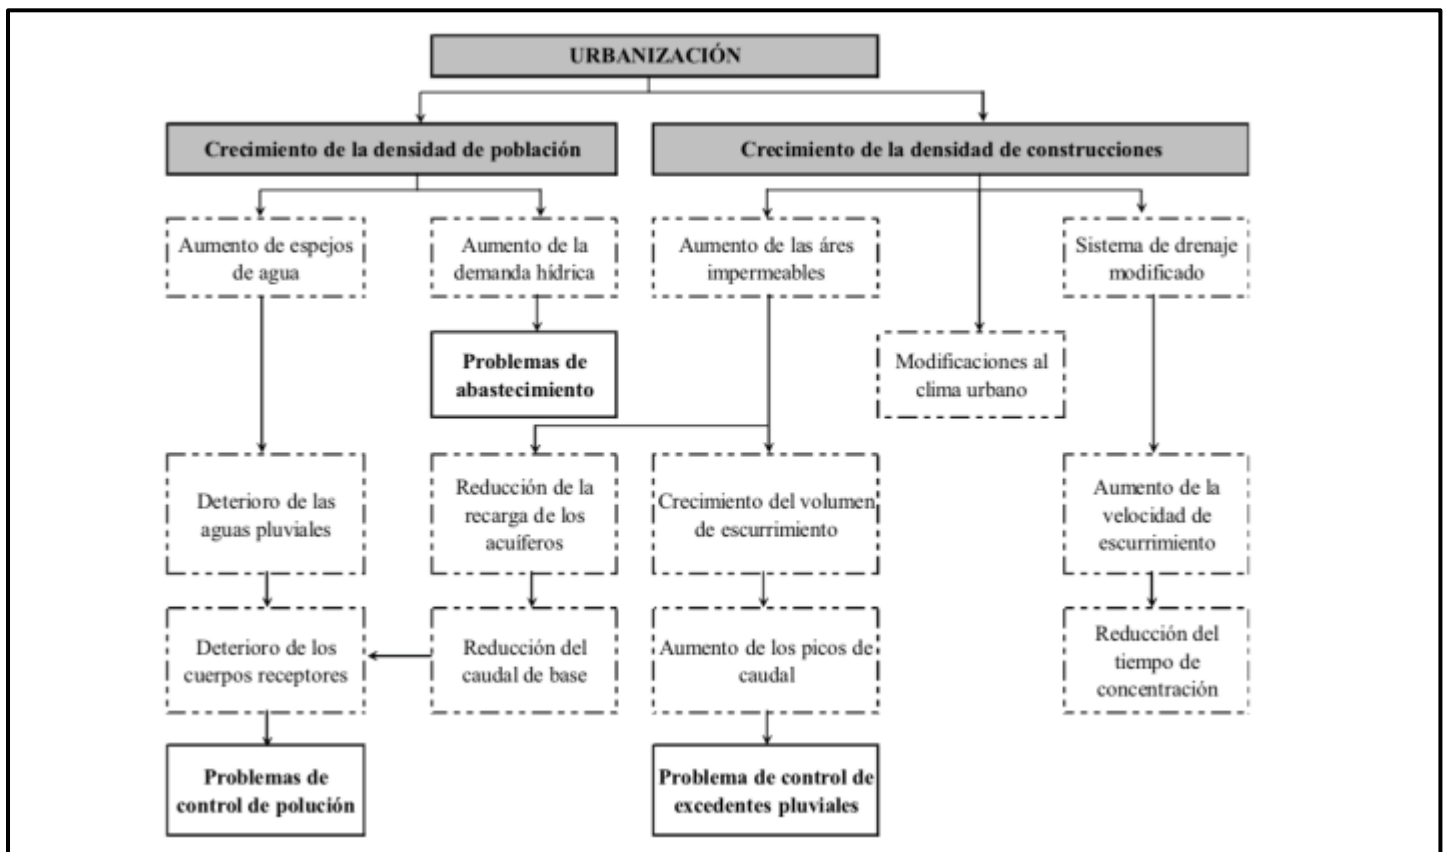 URBANIZACIÓN
Crecimiento de la densidad de población
Crecimiento de la densidad de construcciones
Aumento de espejos
de agua
Aumento de la
demanda hídrica
Aumento de las áres
impermeables
Sistema de drenaje
modificado
Problemas de
abastecimiento
Modificaciones al
clima urbano
Deterioro de las
aguas pluviales
Reducción de la
recarga de los
acuíferos
Crecimiento del volumen
de escurrimiento
Aumento de la
velocidad de
escurrimiento
Deterioro de los
cuerpos receptores
Reducción del
caudal de base
Aumento de los picos de
caudal
Reducción del
tiempo de
concentración
Problemas de
control de polución
Problema de control de
excedentes pluviales